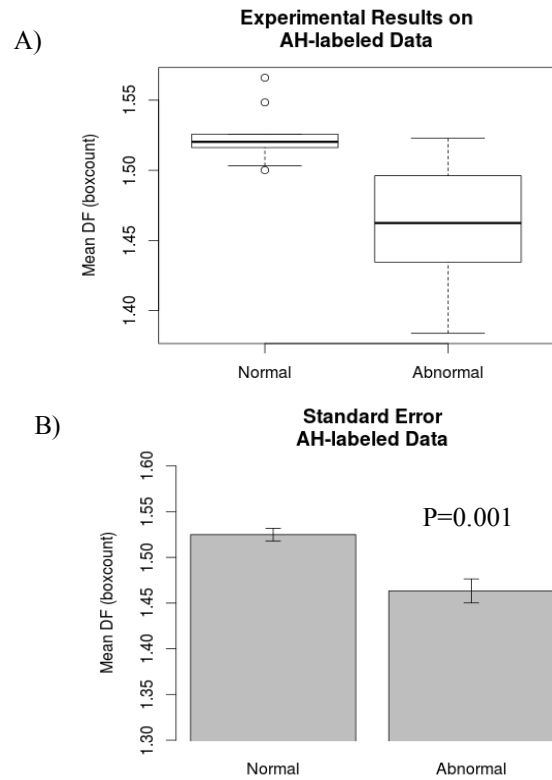 A)
Experimental Results on
AH-labeled Data
Mean DF (boxcount)
1.55
1.50
1.45
1.40
Normal Abnormal
B)
Standard Error
AH-labeled Data
Mean DF (boxcount)
1.60
1.55
1.50
1.45
1.40
1.35
1.30
P=0.001
Normal Abnormal